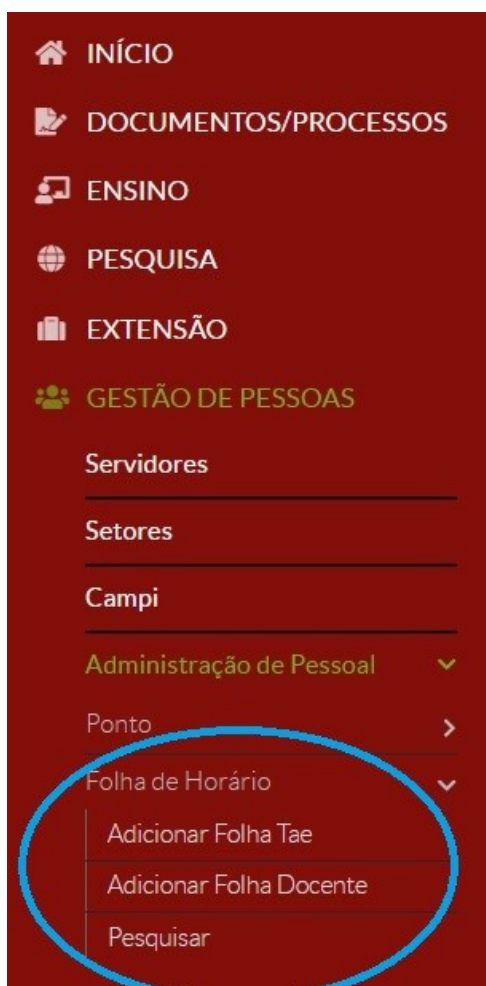 INÍCIO
DOCUMENTOS/PROCESSOS
ENSINO
PESQUISA
EXTENSÃO
GESTÃO DE PESSOAS
Servidores
Setores
Campi
Administração de Pessoal
Ponto
Folha de Horário
Adicionar Folha Tae
Adicionar Folha Docente
Pesquisar